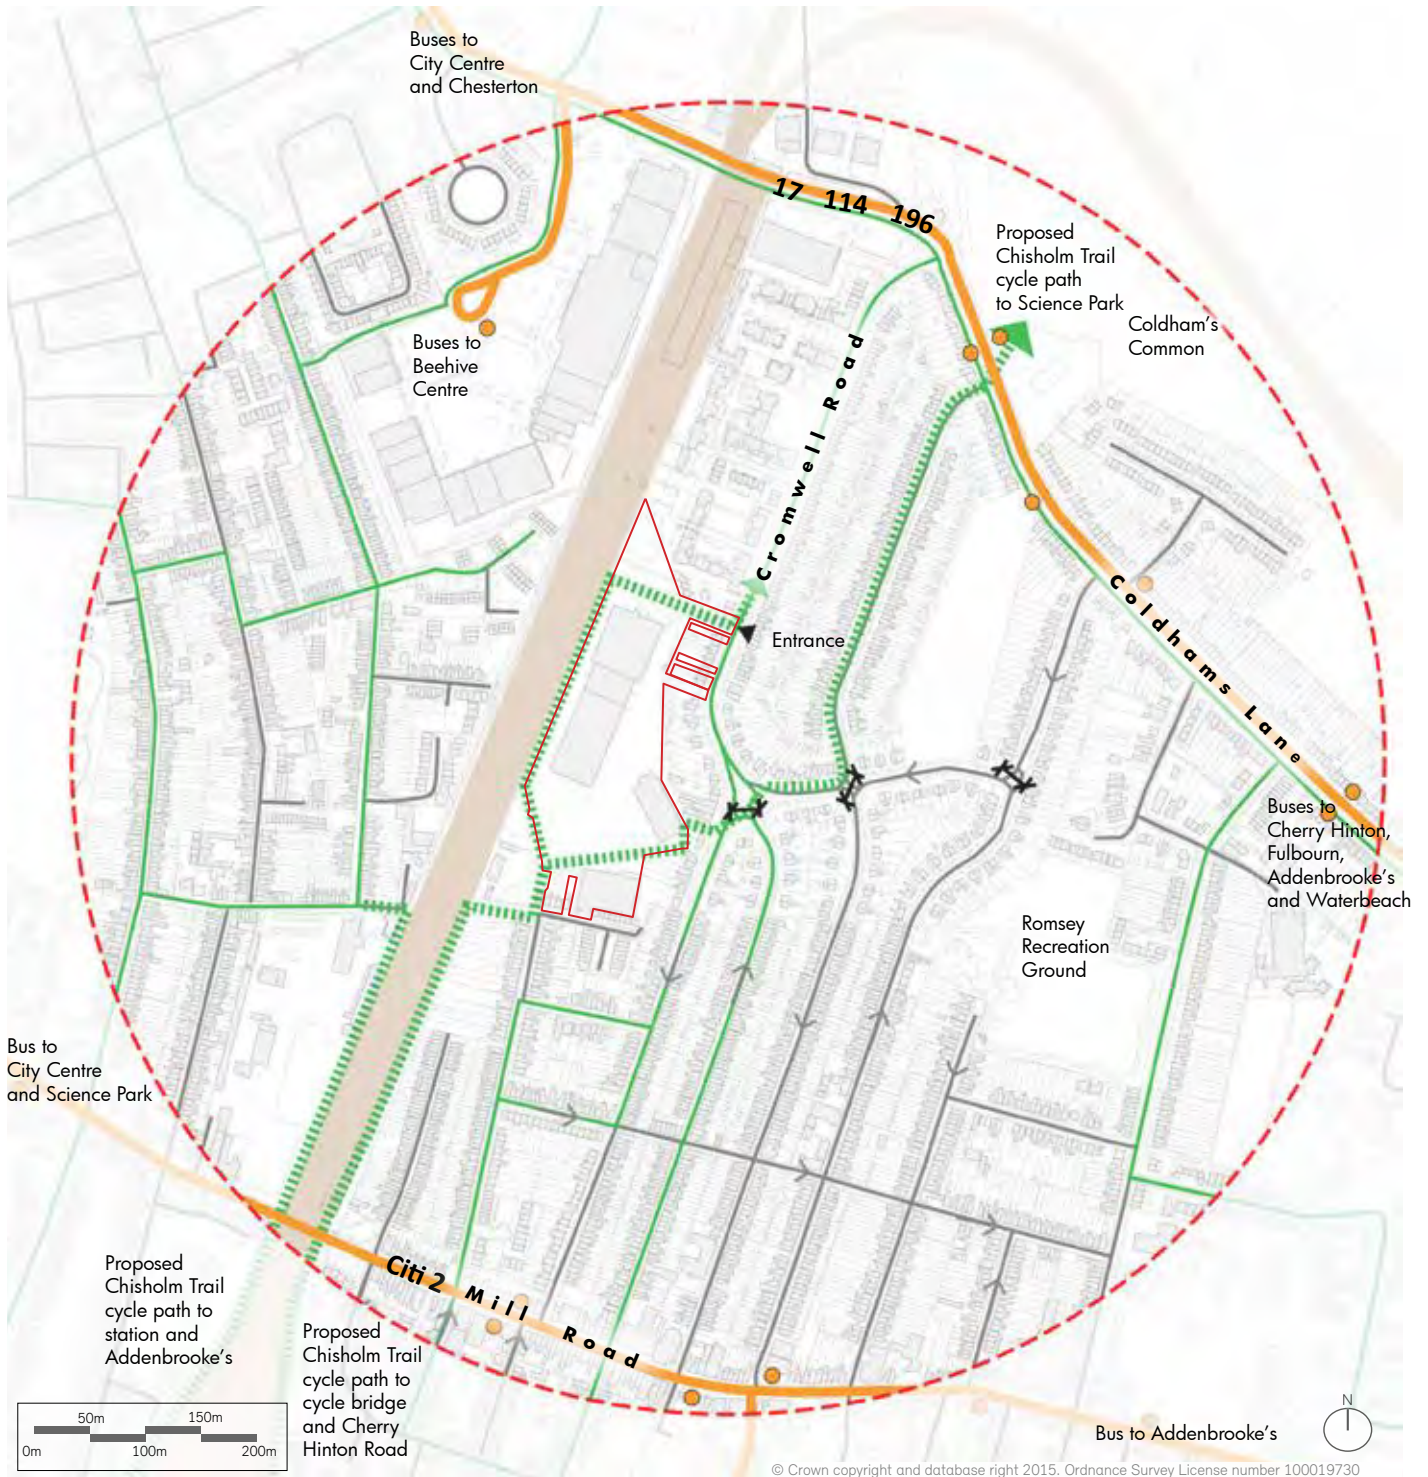 Buses to
City Centre
and Chesterton
17 114 196
Proposed
Chisholm Trail
cycle path
to Science Park
Coldham's
Common
Buses to
Beehive
Centre
Cromwell Road
Entrance
Coldhams Lane
Buses to
Cherry Hinton,
Fulbourn,
Addenbrooke's
and Waterbeach
Romsey
Recreation
Ground
Bus to
City Centre
and Science Park
Proposed
Chisholm Trail
cycle path to
station and
Addenbrooke's
Citi 2 Mill Road
Proposed
Chisholm Trail
cycle path to
cycle bridge
and Cherry
Hinton Road
50m 150m
0m 100m 200m
N
Bus to Addenbrooke's
© Crown copyright and database right 2015. Ordnance Survey License number 100019730